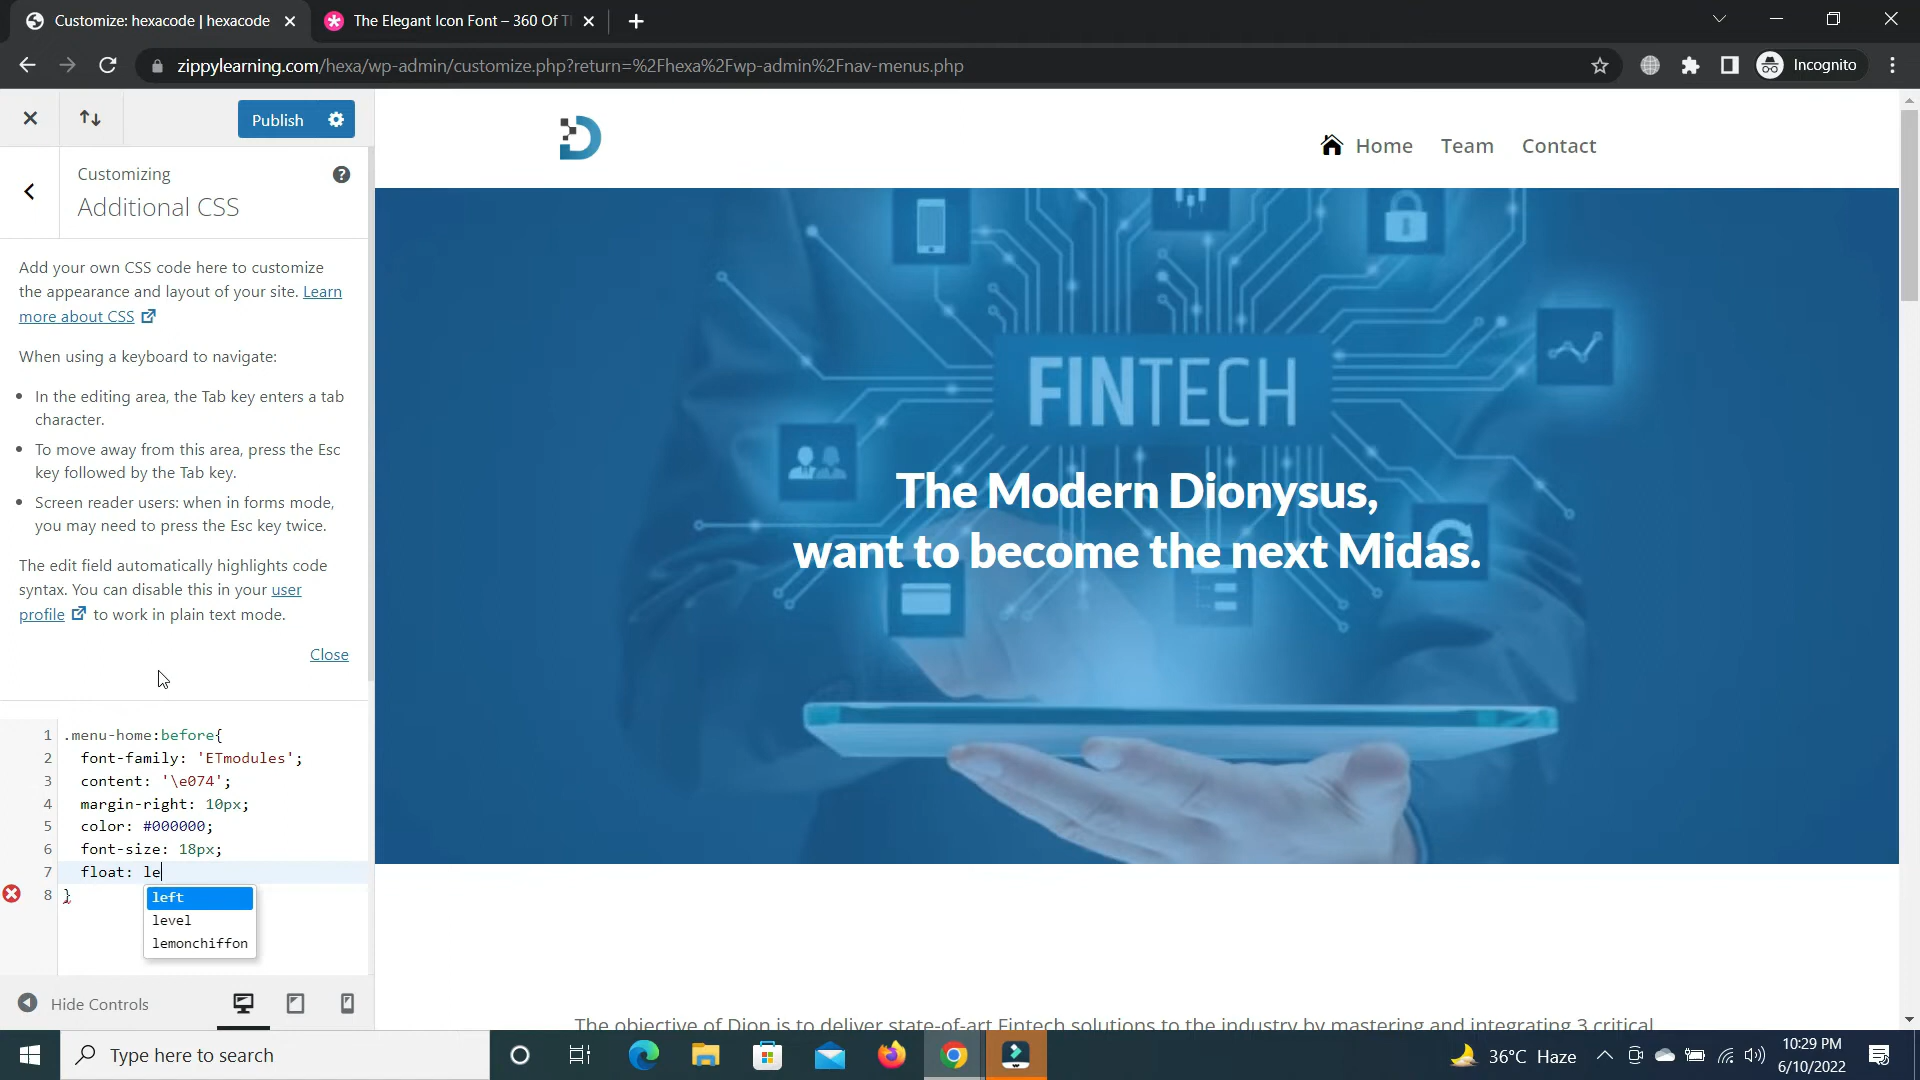 Customize: hexacode | hexacode
The Elegant Icon Font – 360 Of T
zippylearning.com/hexa/wp-admin/customize.php?return=%2Fhexa%2Fwp-admin%2Fnav-menus.php
Incognito
Publish
Customizing
Additional CSS
Add your own CSS code here to customize
the appearance and layout of your site. Learn
more about CSS
When using a keyboard to navigate:
• In the editing area, the Tab key enters a tab
character.
• To move away from this area, press the Esc
key followed by the Tab key.
• Screen reader users: when in forms mode,
you may need to press the Esc key twice.
The edit field automatically highlights code
syntax. You can disable this in your user
profile to work in plain text mode.
Close
1 .menu-home:before{
2 font-family: 'ETmodules';
3 content: '\e074';
4 margin-right: 10px;
5 color: #000000;
6 font-size: 18px;
7 float: le
8 }
left
level
lemonchiffon
Hide Controls
Home Team Contact
FINTECH
The Modern Dionysus,
want to become the next Midas.
The objective of Dion is to deliver state-of-art Fintech solutions to the industry by mastering and integrating 3 critical
Type here to search
36°C Haze
10:29 PM
6/10/2022